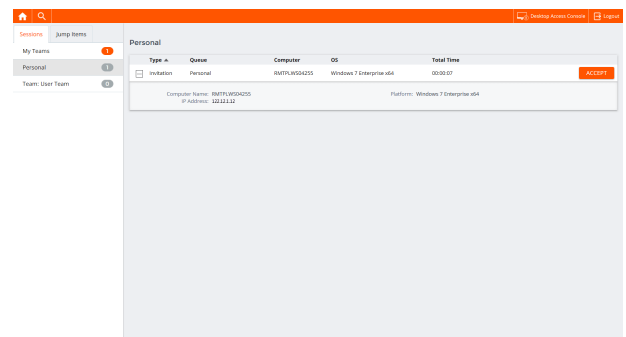 Desktop Access Console Logout
Sessions Jump Items
My Teams 1
Personal 1
Team: User Team 0
Personal
Type Queue Computer OS Total Time
Invitation Personal RMTPLWS04255 Windows 7 Enterprise x64 00:00:07 ACCEPT
Computer Name: RMTPLWS04255 Platform: Windows 7 Enterprise x64
IP Address: 122.12.1.12